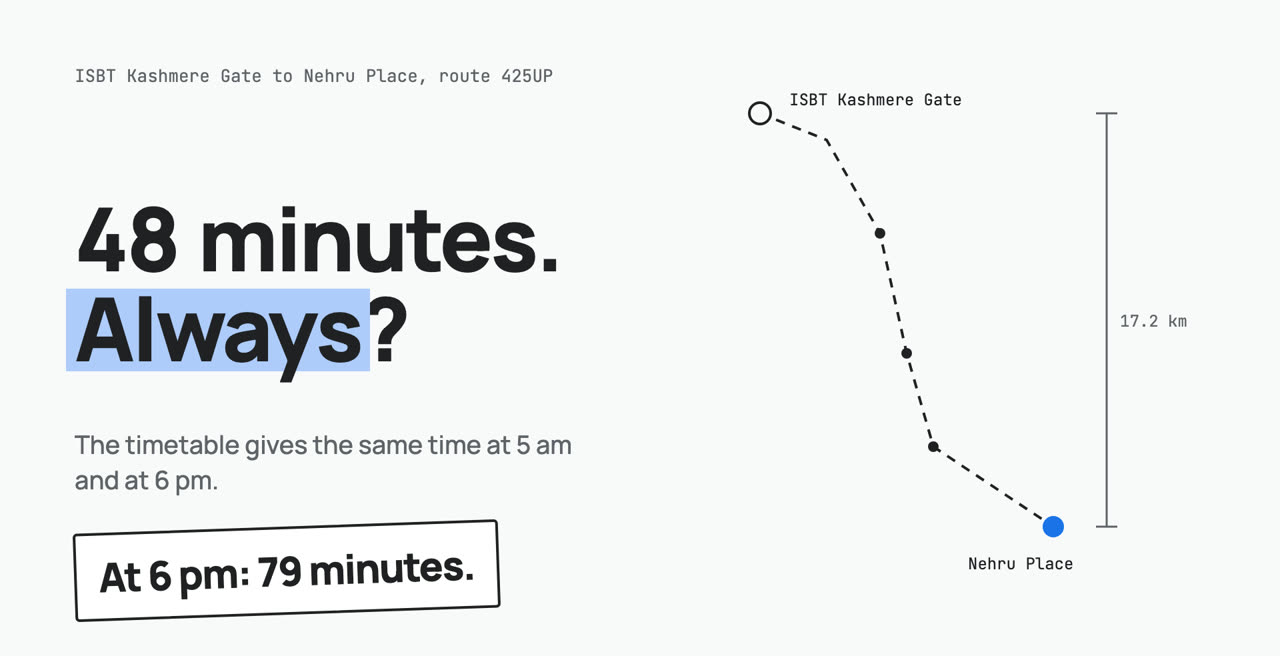 ISBT Kashmere Gate to Nehru Place, route 425UP
48 minutes.
Always?
The timetable gives the same time at 5 am
and at 6 pm.
At 6 pm: 79 minutes.
ISBT Kashmere Gate
17.2 km
Nehru Place